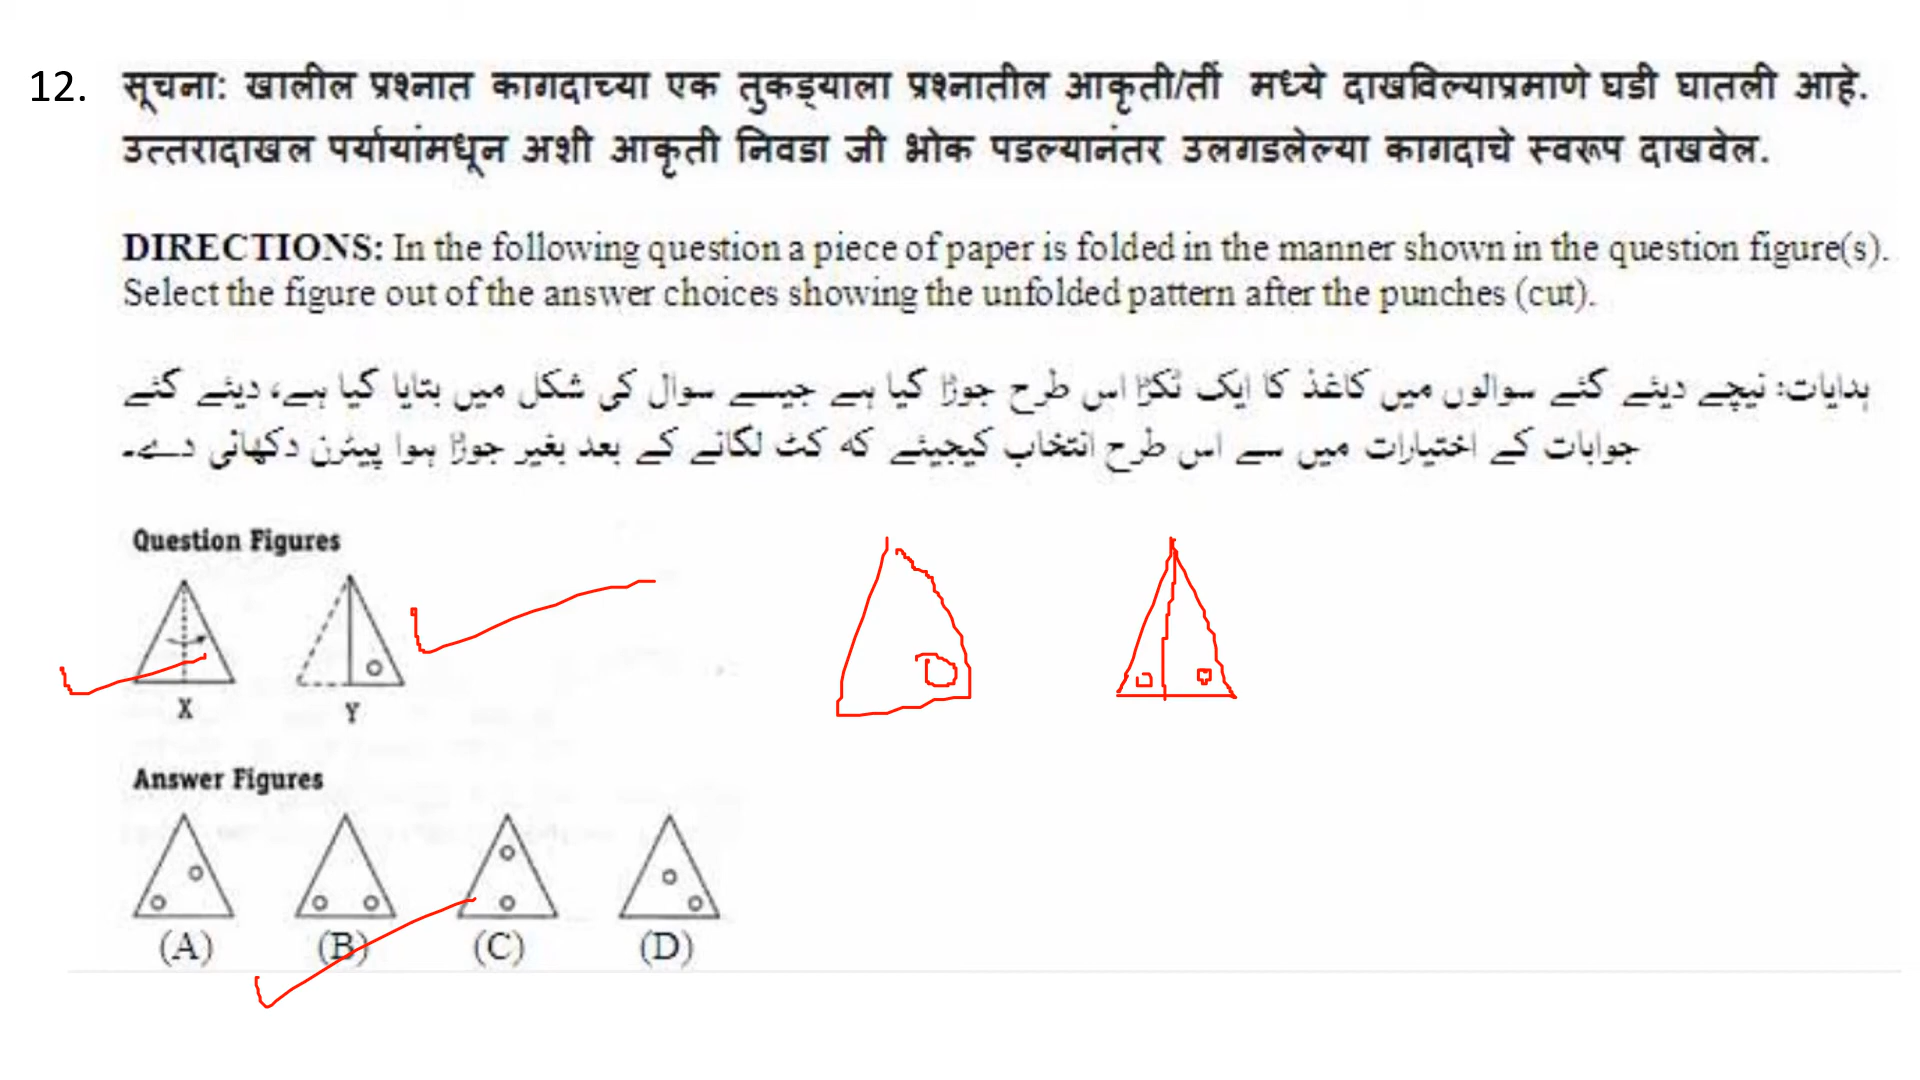 12. सूचना: खालील प्रश्नात कागदाच्या एक तुकड्याला प्रश्नातील आकृती/तीं मध्ये दाखविल्याप्रमाणे घडी घातली आहे.
उत्तरादाखल पर्यायांमधून अशी आकृती निवडा जी भोक पडल्यानंतर उलगडलेल्या कागदाचे स्वरूप दाखवेल.
DIRECTIONS: In the following question a piece of paper is folded in the manner shown in the question figure(s).
Select the figure out of the answer choices showing the unfolded pattern after the punches (cut).
ہدایات: نیچے دیئے گئے سوالوں میں کاغذ کا ایک ٹکڑا اس طرح جوڑا گیا ہے جیسے سوال کی شکل میں بتایا گیا ہے، دیئے گئے
جوابات کے اختیارات میں سے اس طرح انتخاب کیجیئے کہ کٹ لگانے کے بعد بغیر جوڑا ہوا پیٹرن دکھائی دے۔
Question Figures
X Y
Answer Figures
(A) (B) (C) (D)